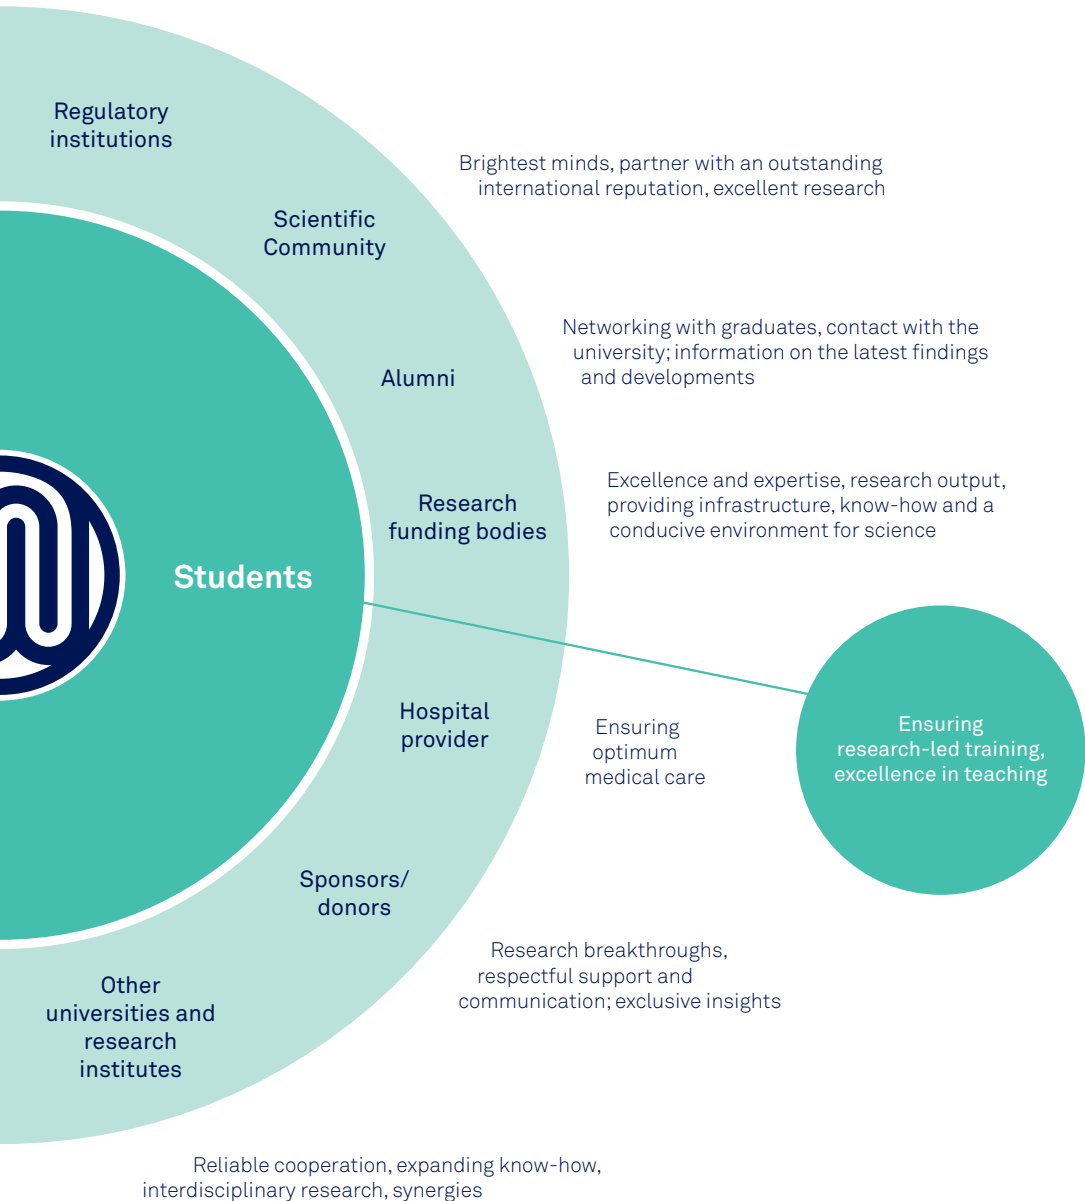 Regulatory
institutions
Brightest minds, partner with an outstanding
international reputation, excellent research
Scientific
Community
Networking with graduates, contact with the
university; information on the latest findings
and developments
Alumni
Excellence and expertise, research output,
providing infrastructure, know-how and a
conducive environment for science
Research
funding bodies
Students
Hospital
provider
Ensuring
optimum
medical care
Ensuring
research-led training,
excellence in teaching
Sponsors/
donors
Research breakthroughs,
respectful support and
communication; exclusive insights
Other
universities and
research
institutes
Reliable cooperation, expanding know-how,
interdisciplinary research, synergies